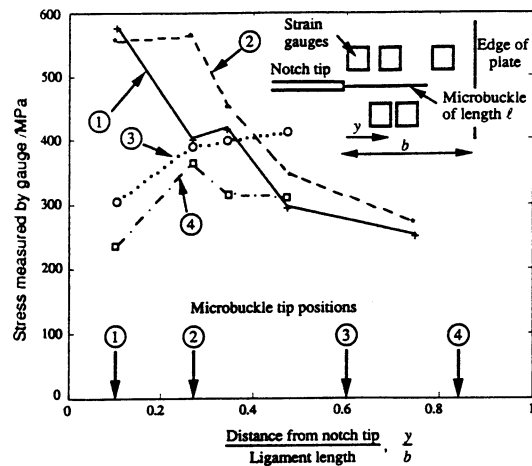 Stress measured by gauge /MPa
600
500
400
300
200
100
0
0
0.2
0.4
0.6
0.8
1
Distance from notch tip
Ligament length
, y
b
Strain
gauges
Edge of
plate
Notch tip
Microbuckle
of length ℓ
y
b
①
②
③
④
Microbuckle tip positions
①
②
③
④